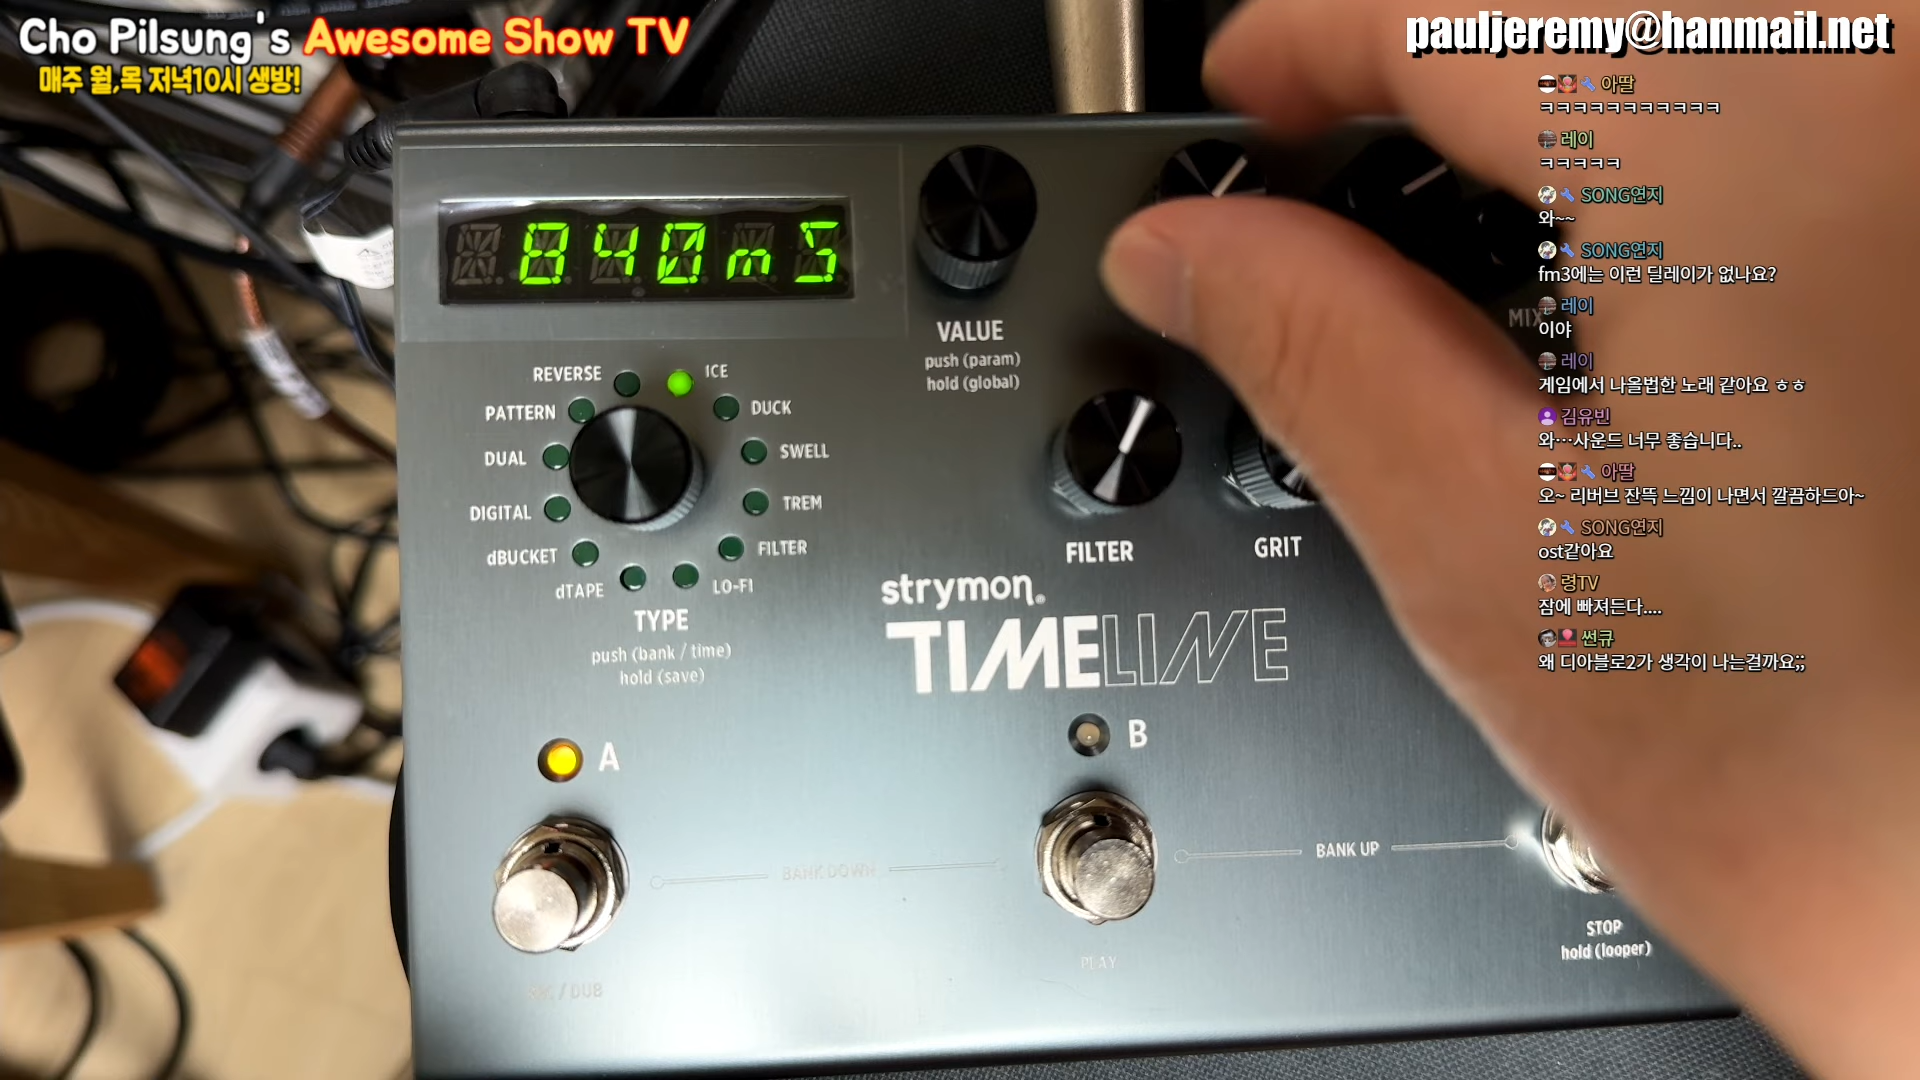 Cho Pilsung's Awesome Show TV
매주 월,목 저녁10시 생방!
pauljeremy@hanmail.net
아딸
ㅋㅋㅋㅋㅋㅋㅋㅋㅋㅋㅋ
레이
ㅋㅋㅋㅋㅋ
SONG연지
와~~
SONG연지
fm3에는 이런 딜레이가 없나요?
레이
이야
레이
게임에서 나올법한 노래 같아요 ㅎㅎ
김유빈
와…사운드 너무 좋습니다..
아딸
오~ 리버브 잔뜩 느낌이 나면서 깔끔하드아~
SONG연지
ost같아요
령TV
잠에 빠져든다....
썬큐
왜 디아블로2가 생각이 나는걸까요;;
840mS
VALUE
push (param)
hold (global)
MIX
REVERSE
ICE
PATTERN
DUCK
DUAL
SWELL
DIGITAL
TREM
dBUCKET
FILTER
dTAPE
LO-FI
TYPE
push (bank / time)
hold (save)
FILTER
GRIT
strymon®
TIMELINE
A
B
BANK DOWN
BANK UP
STOP
hold (looper)
PLAY
REC / DUB